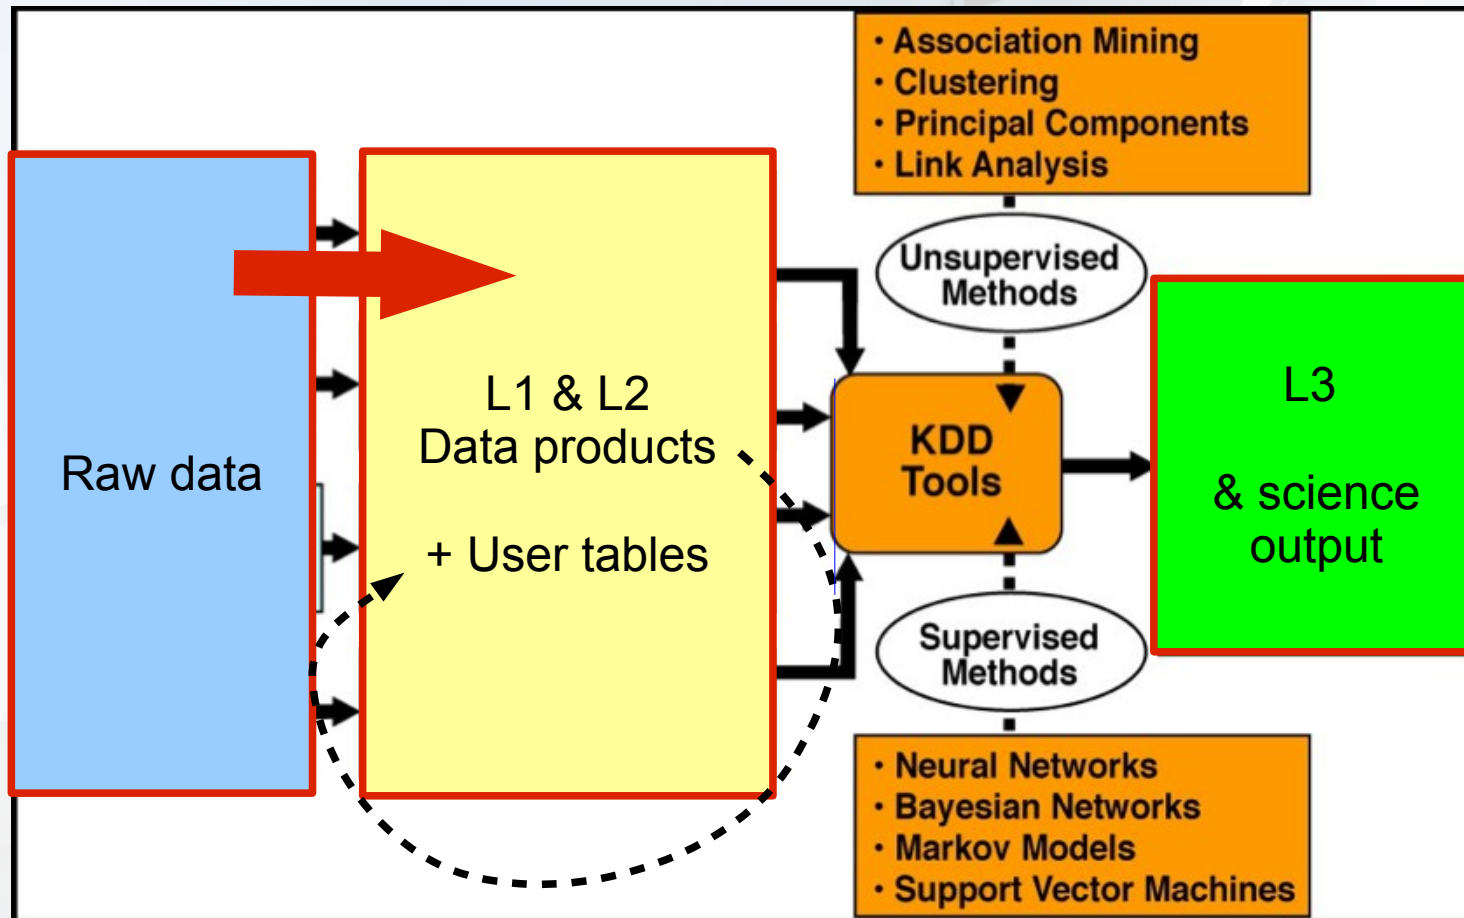 Raw data
L1 & L2
Data products
+ User tables
• Association Mining
• Clustering
• Principal Components
• Link Analysis
Unsupervised
Methods
KDD
Tools
Supervised
Methods
• Neural Networks
• Bayesian Networks
• Markov Models
• Support Vector Machines
L3
& science
output